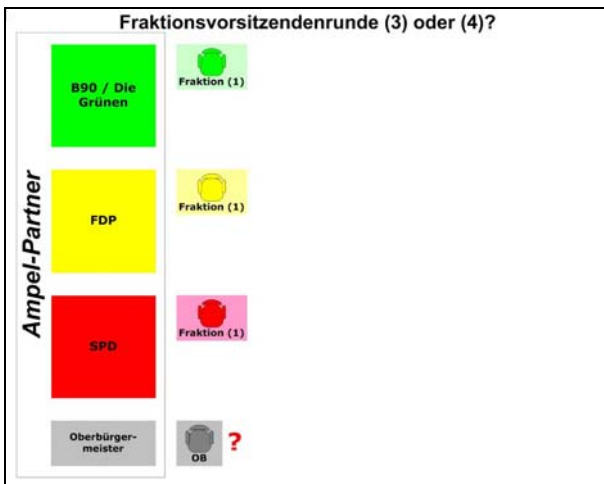 Fraktionsvorsitzendenrunde (3) oder (4)?
Ampel-Partner
B90 / Die
Grünen
Fraktion (1)
FDP
Fraktion (1)
SPD
Fraktion (1)
Oberbürger-
meister
OB
?